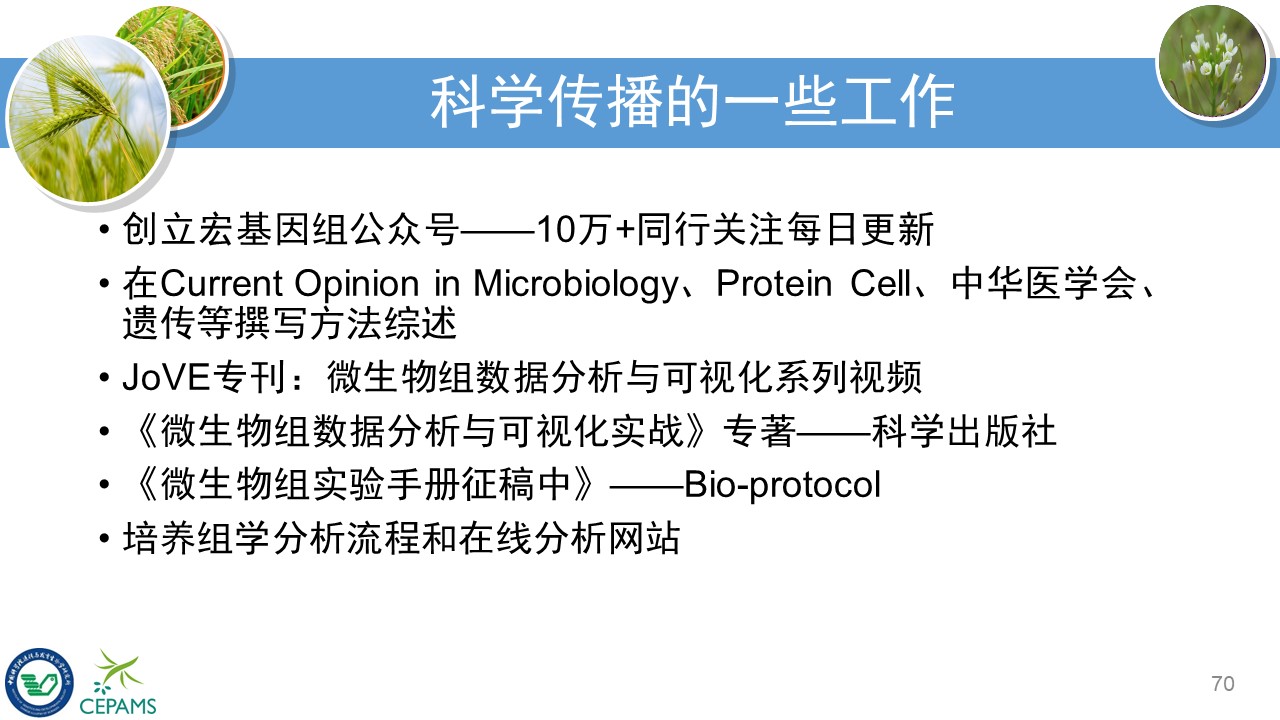 科学传播的一些工作
• 创立宏基因组公众号——10万+同行关注每日更新
• 在Current Opinion in Microbiology、Protein Cell、中华医学会、
遗传等撰写方法综述
• JoVE专刊：微生物组数据分析与可视化系列视频
• 《微生物组数据分析与可视化实战》专著——科学出版社
• 《微生物组实验手册征稿中》——Bio-protocol
• 培养组学分析流程和在线分析网站
CEPAMS
70